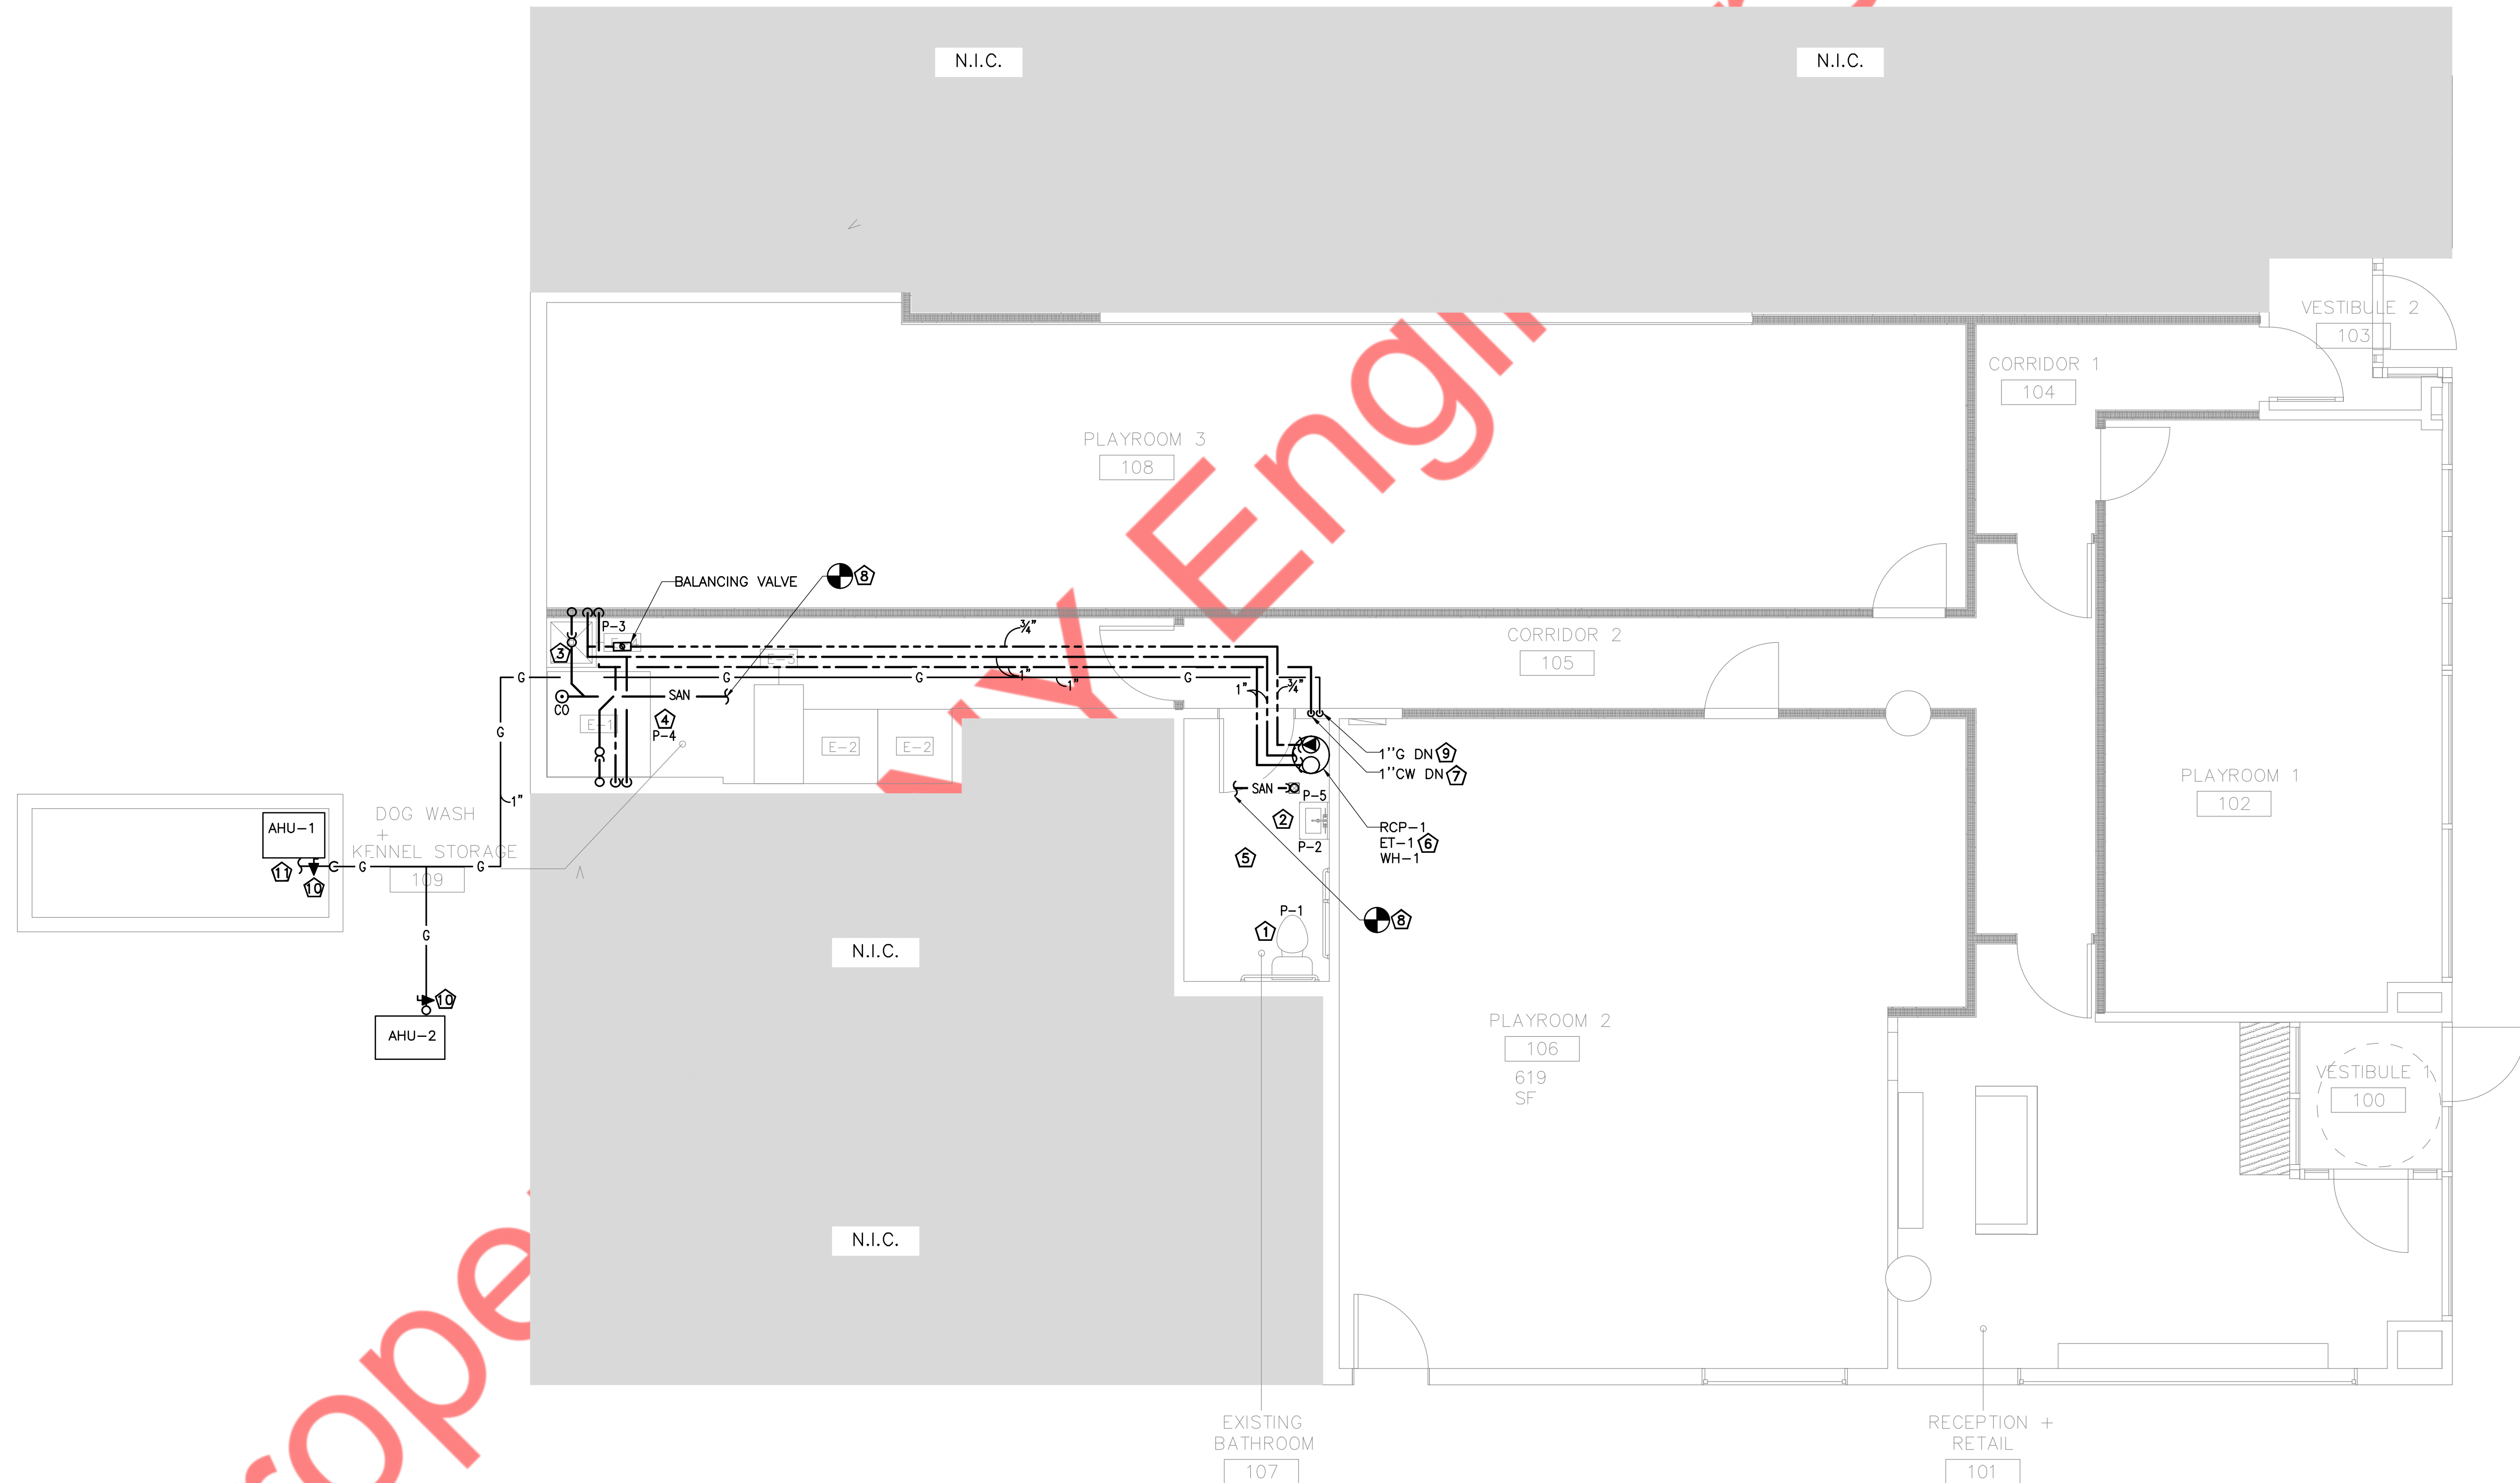 N.I.C.
N.I.C.
VESTIBULE 2
103
CORRIDOR 1
104
PLAYROOM 3
108
BALANCING VALVE
8
P-3
3
E-3
3/4"
1"
1"
CORRIDOR 2
105
G
G
G
G
SAN
CO
E-1
4
P-4
E-2
E-2
1"
3/4"
G
1"
1''G DN 9
1''CW DN 7
SAN
P-5
2
P-2
RCP-1
ET-1 6
WH-1
5
PLAYROOM 1
102
AHU-1
DOG WASH
+
KENNEL STORAGE
109
G
G
11
10
G
10
AHU-2
P-1
1
8
N.I.C.
PLAYROOM 2
106
619
SF
VESTIBULE 1
100
N.I.C.
EXISTING
BATHROOM
107
RECEPTION +
RETAIL
101